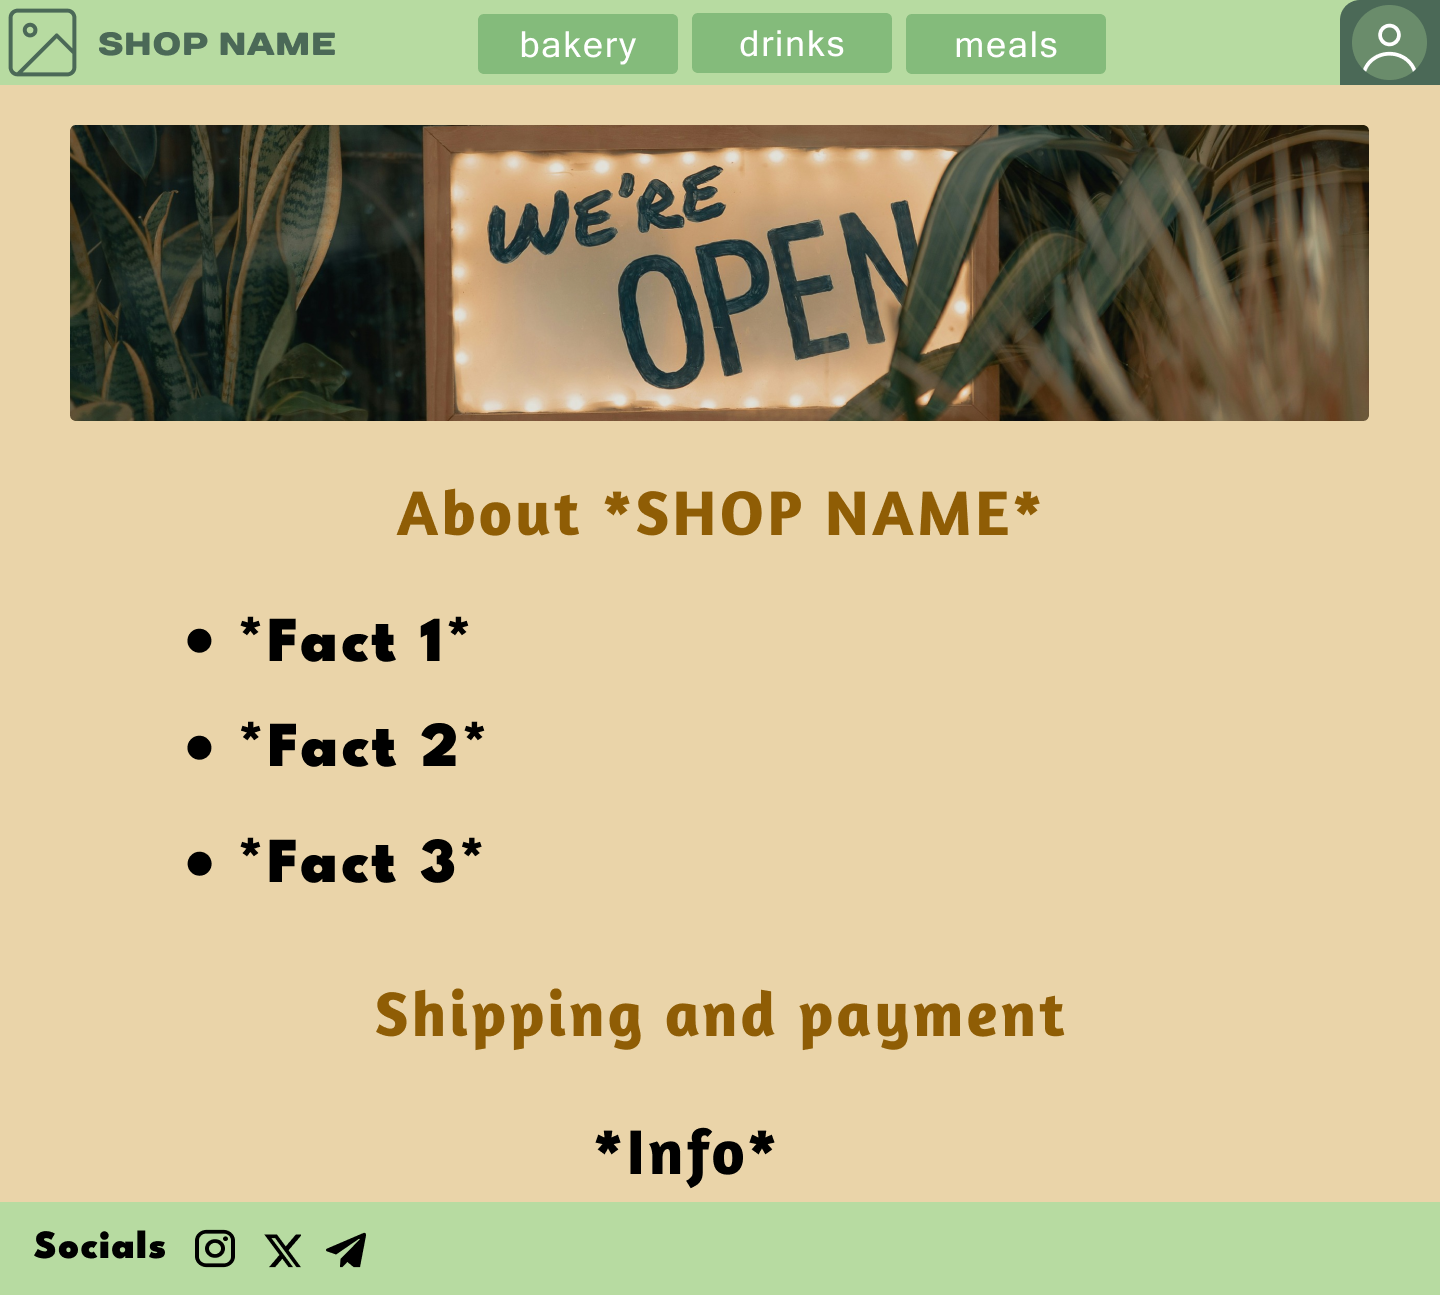 SHOP NAME
bakery
drinks
meals
WE'RE
OPEN
About *SHOP NAME*
• *Fact 1*
• *Fact 2*
• *Fact 3*
Shipping and payment
*Info*
Socials